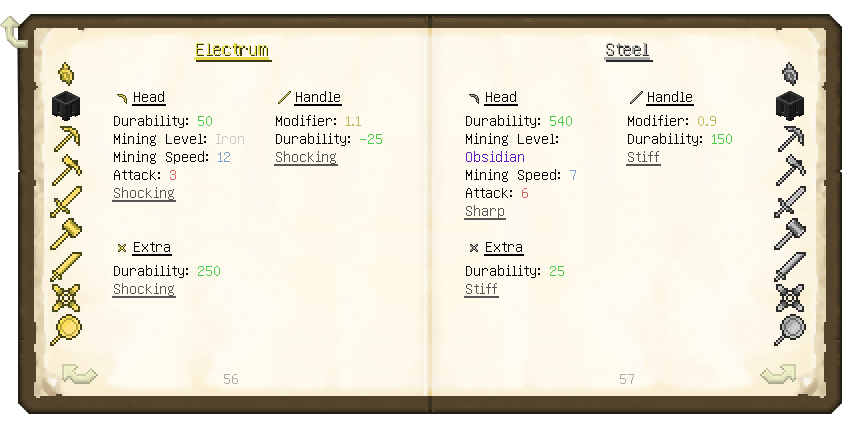 Electrum
Head
Durability: 50
Mining Level: Iron
Mining Speed: 12
Attack: 3
Shocking
Handle
Modifier: 1.1
Durability: -25
Shocking
Extra
Durability: 250
Shocking
56
Steel
Head
Durability: 540
Mining Level:
Obsidian
Mining Speed: 7
Attack: 6
Sharp
Handle
Modifier: 0.9
Durability: 150
Stiff
Extra
Durability: 25
Stiff
57